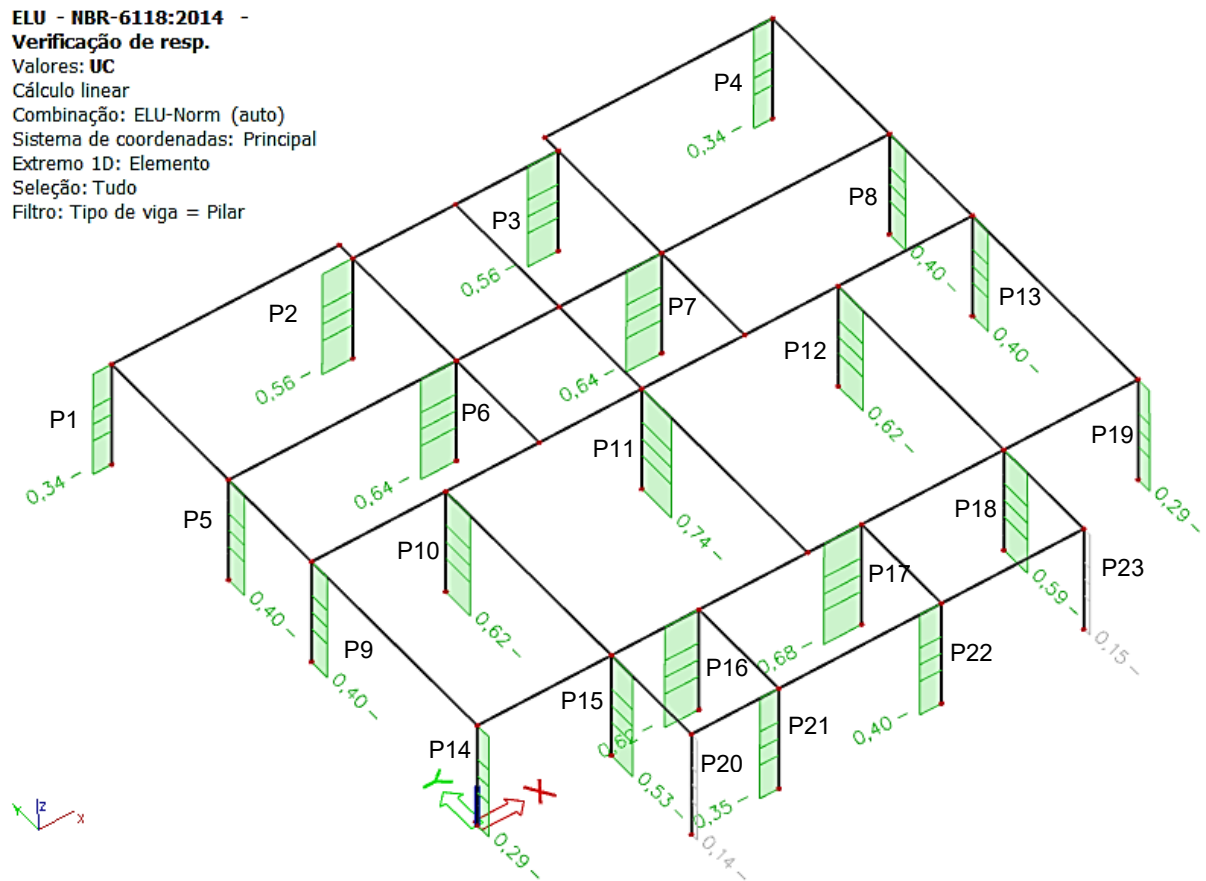 ELU - NBR-6118:2014 -
Verificação de resp.
Valores: UC
Cálculo linear
Combinação: ELU-Norm (auto)
Sistema de coordenadas: Principal
Extremo 1D: Elemento
Seleção: Tudo
Filtro: Tipo de viga = Pilar
P4
0,34
P3
0,56
P8
0,40
P2
0,56
P7
0,64
P13
0,40
P12
0,62
P1
0,34
P6
0,64
P11
0,74
P19
0,29
P5
0,40
P10
0,62
P18
0,59
P17
0,68
P23
0,15
P9
0,40
P16
0,62
P22
0,40
P15
0,53
P21
0,35
P14
0,29
P20
0,14
Y
X
Y
z
x